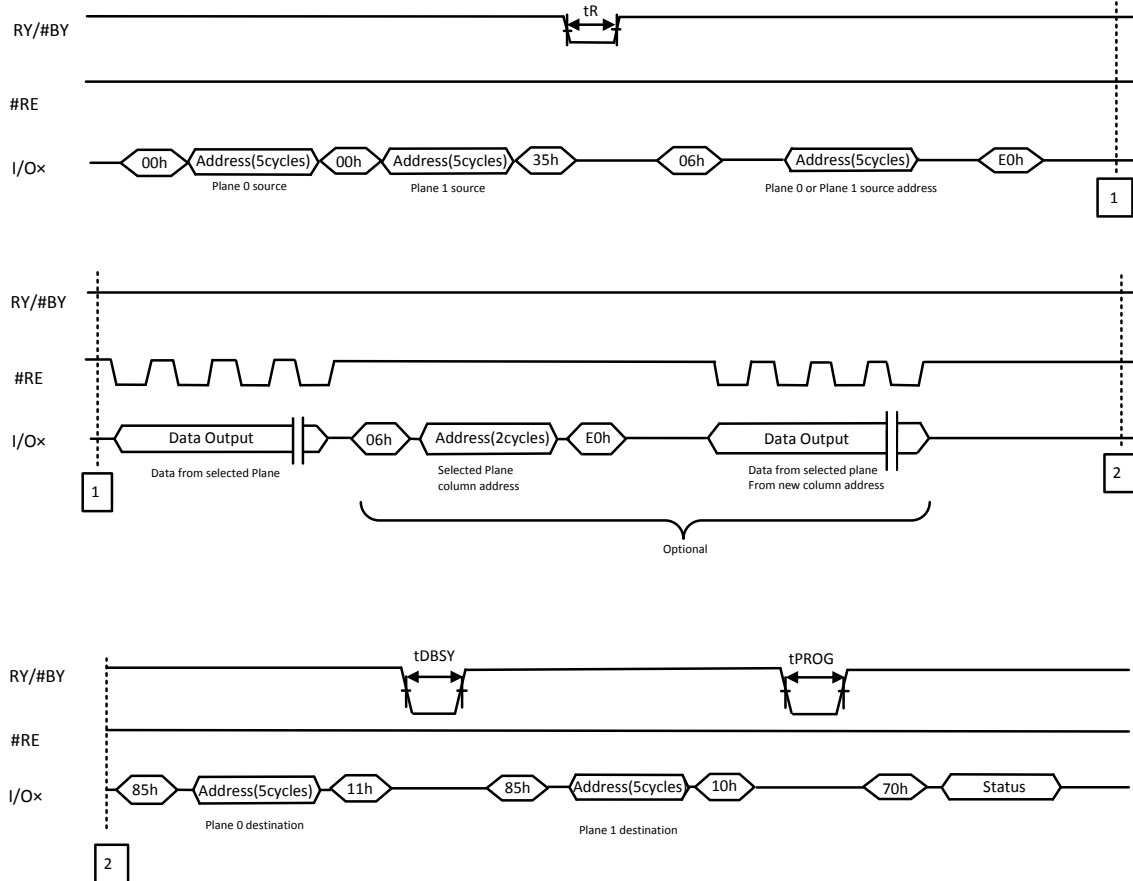 tR
RY/#BY
#RE
I/O×
00h
Address(5cycles)
00h
Address(5cycles)
35h
06h
Address(5cycles)
E0h
Plane 0 source
Plane 1 source
Plane 0 or Plane 1 source address
1
RY/#BY
#RE
I/O×
Data Output
06h
Address(2cycles)
E0h
Data Output
Data from selected Plane
Selected Plane
column address
Data from selected plane
From new column address
1
2
Optional
tDBSY
tPROG
RY/#BY
#RE
I/O×
85h
Address(5cycles)
11h
85h
Address(5cycles)
10h
70h
Status
Plane 0 destination
Plane 1 destination
2